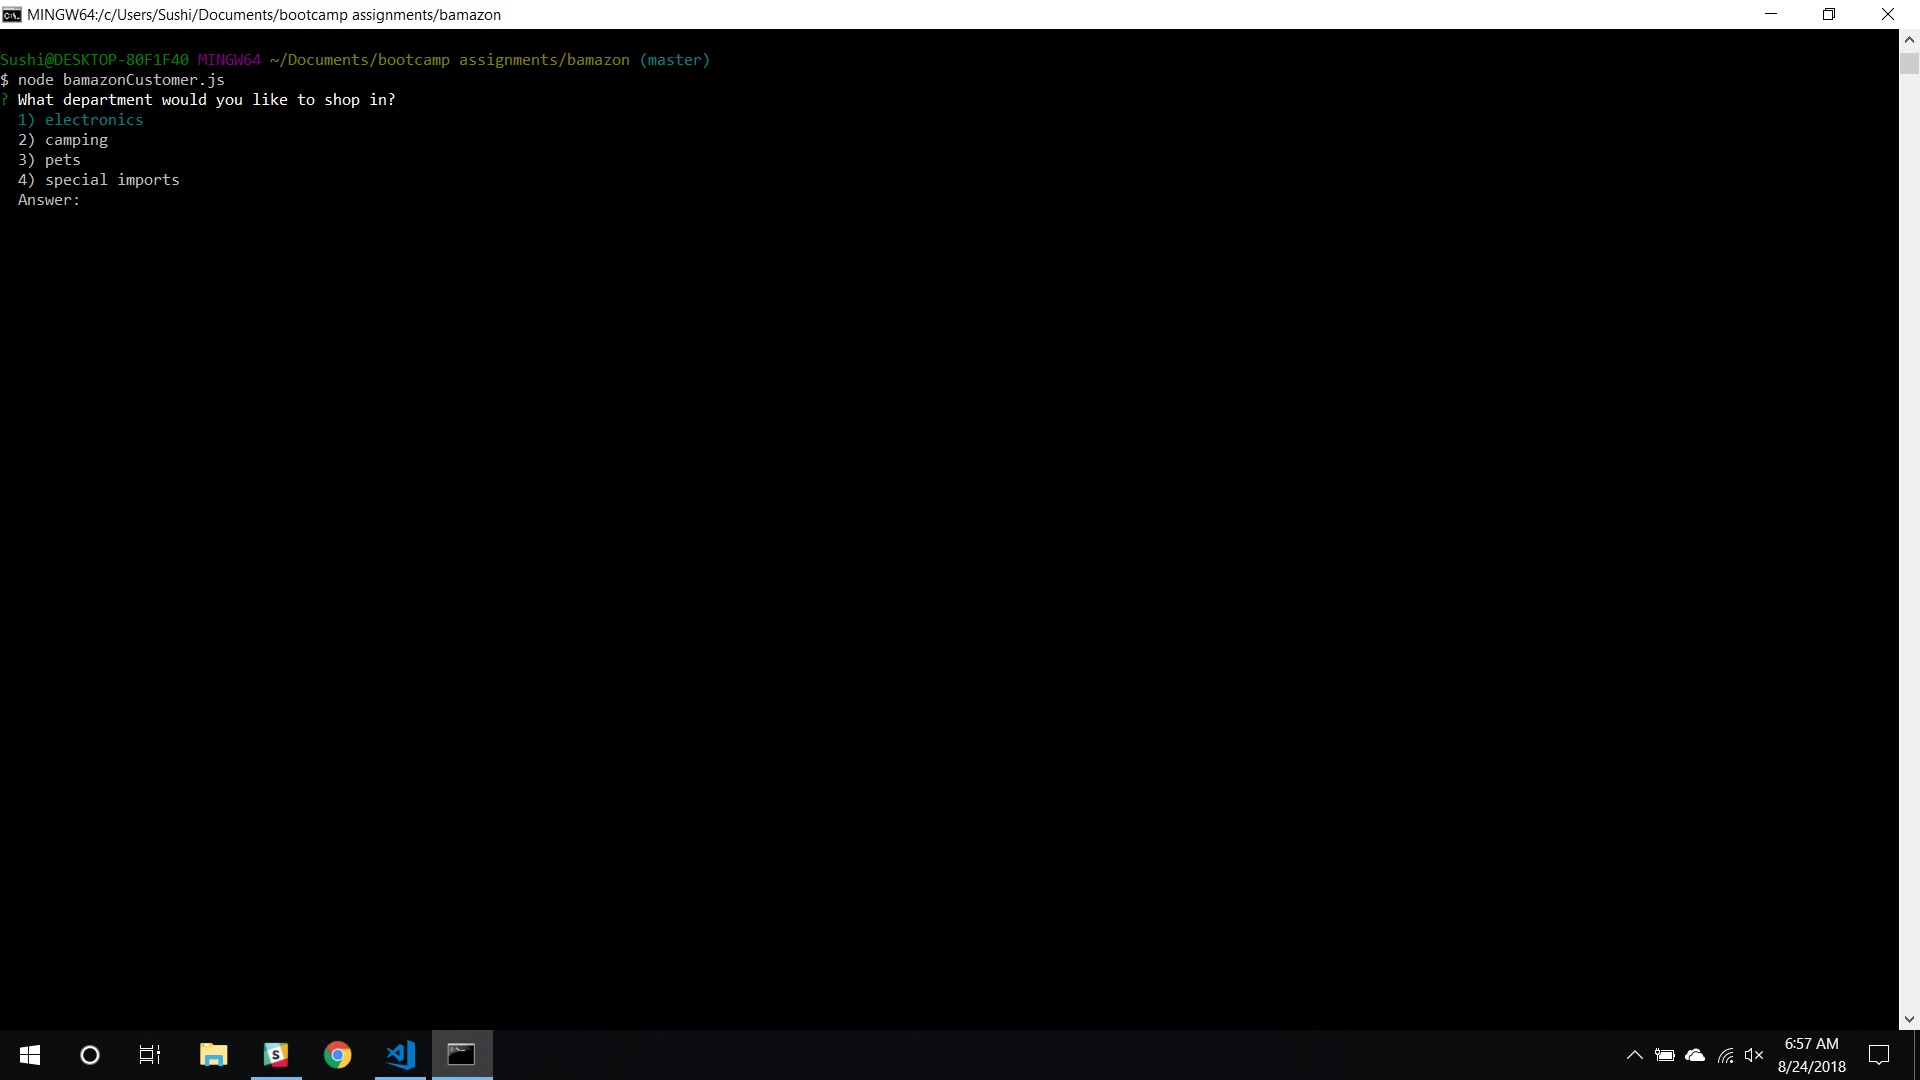 MINGW64:/c/Users/Sushi/Documents/bootcamp assignments/bamazon
Sushi@DESKTOP-80F1F40 MINGW64 ~/Documents/bootcamp assignments/bamazon (master)
$ node bamazonCustomer.js
? What department would you like to shop in?
1) electronics
2) camping
3) pets
4) special imports
Answer:
6:57 AM
8/24/2018